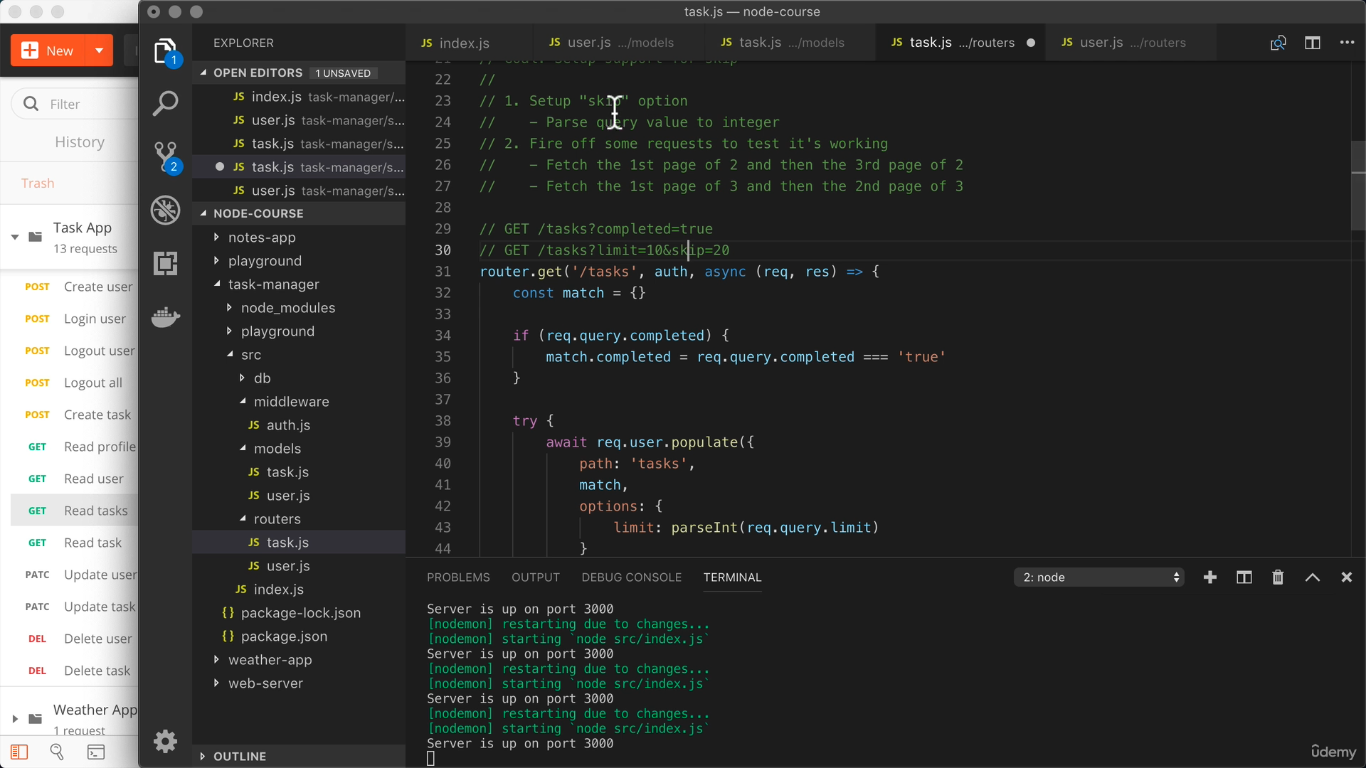 task.js — node-course
New
Filter
History
Trash
Task App
13 requests
POST Create user
POST Login user
POST Logout user
POST Logout all
POST Create task
GET Read profile
GET Read user
GET Read tasks
GET Read task
PATC Update user
PATC Update task
DEL Delete user
DEL Delete task
Weather App
1 request
1
2
EXPLORER
OPEN EDITORS 1 UNSAVED
JS index.js task-manager/...
JS user.js task-manager/s...
JS task.js task-manager/s...
JS task.js task-manager/s...
JS user.js task-manager/s...
NODE-COURSE
notes-app
playground
task-manager
node_modules
playground
src
db
middleware
JS auth.js
models
JS task.js
JS user.js
routers
JS task.js
JS user.js
JS index.js
{} package-lock.json
{} package.json
weather-app
web-server
OUTLINE
JS index.js JS user.js .../models JS task.js .../models JS task.js .../routers JS user.js .../routers
22 //
23 // 1. Setup "skip" option
24 //    - Parse query value to integer
25 // 2. Fire off some requests to test it's working
26 //    - Fetch the 1st page of 2 and then the 3rd page of 2
27 //    - Fetch the 1st page of 3 and then the 2nd page of 3
28
29 // GET /tasks?completed=true
30 // GET /tasks?limit=10&skip=20
31 router.get('/tasks', auth, async (req, res) => {
32     const match = {}
33
34     if (req.query.completed) {
35         match.completed = req.query.completed === 'true'
36     }
37
38     try {
39         await req.user.populate({
40             path: 'tasks',
41             match,
42             options: {
43                 limit: parseInt(req.query.limit)
44             }
PROBLEMS OUTPUT DEBUG CONSOLE TERMINAL 2: node
Server is up on port 3000
[nodemon] restarting due to changes...
[nodemon] starting `node src/index.js`
Server is up on port 3000
[nodemon] restarting due to changes...
[nodemon] starting `node src/index.js`
Server is up on port 3000
[nodemon] restarting due to changes...
[nodemon] starting `node src/index.js`
Server is up on port 3000
ûdemy